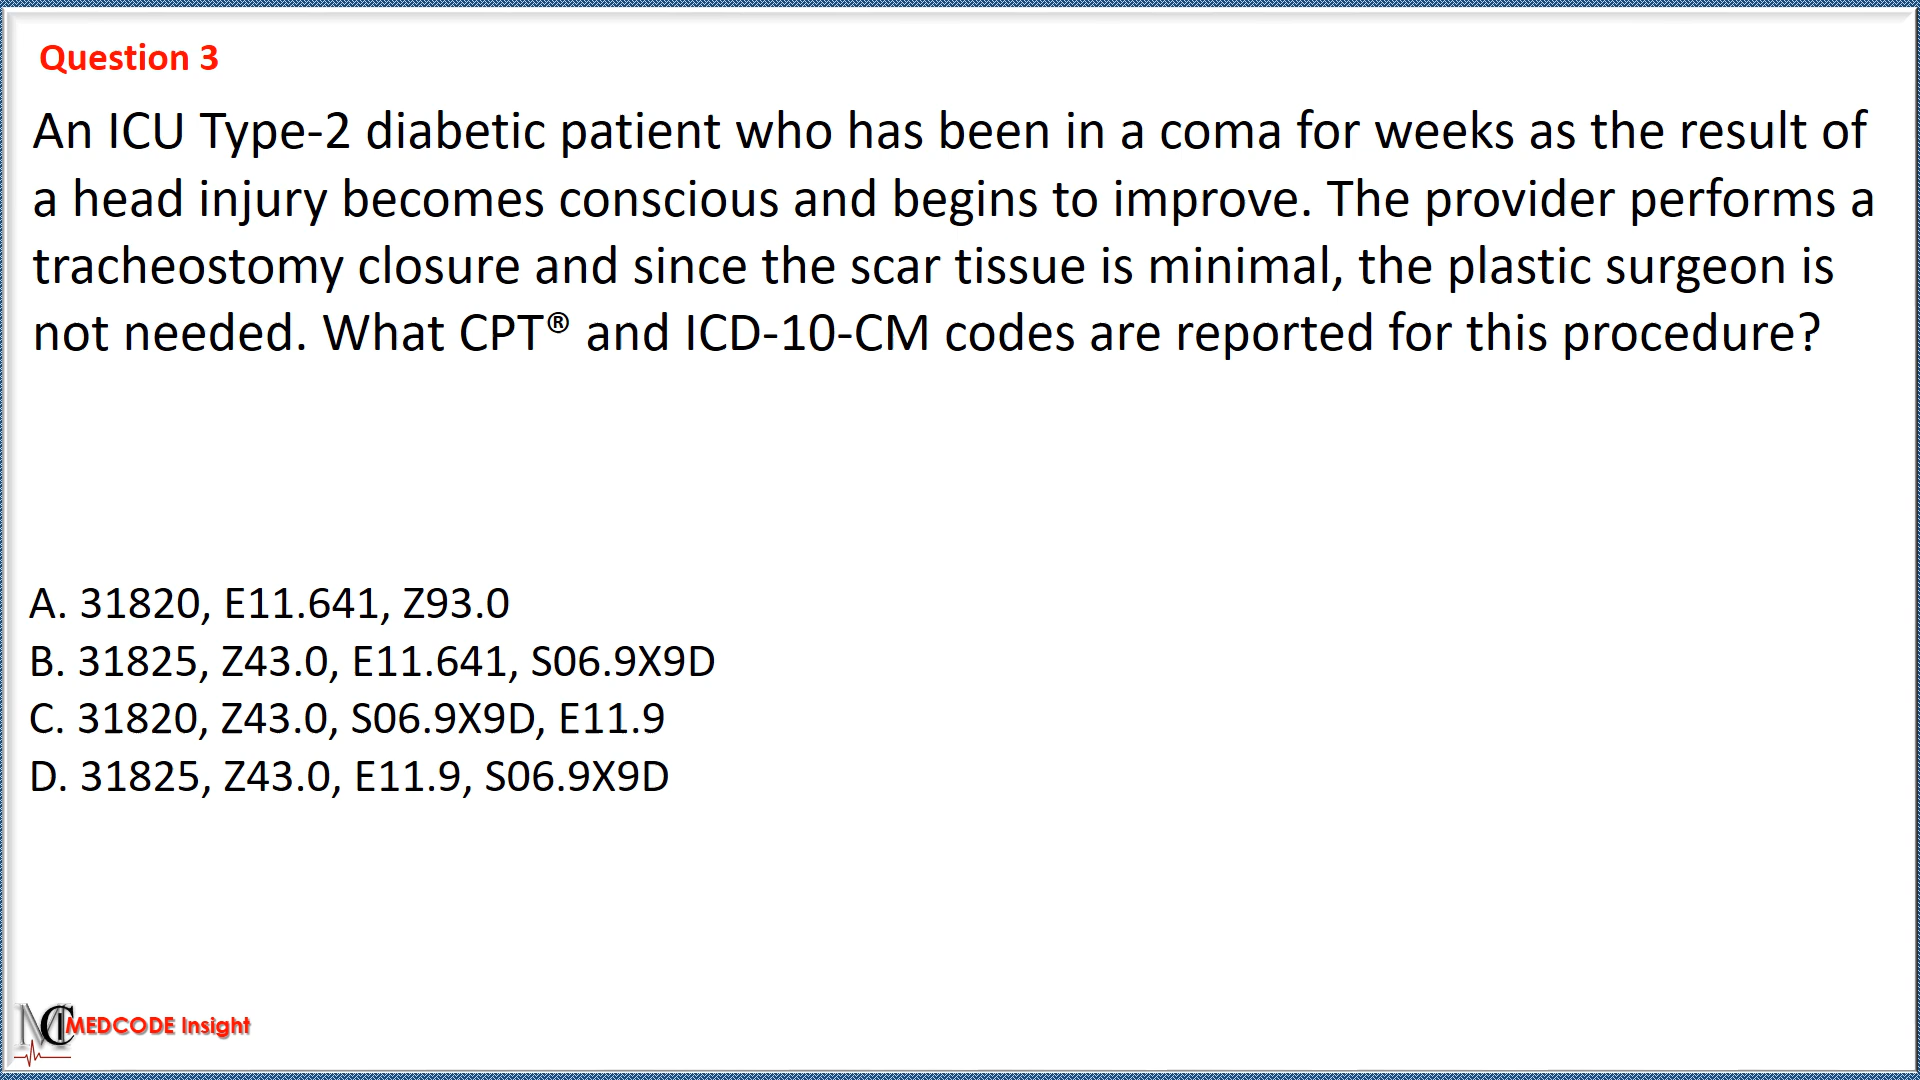 Question 3
An ICU Type-2 diabetic patient who has been in a coma for weeks as the result of
a head injury becomes conscious and begins to improve. The provider performs a
tracheostomy closure and since the scar tissue is minimal, the plastic surgeon is
not needed. What CPT® and ICD-10-CM codes are reported for this procedure?
A. 31820, E11.641, Z93.0
B. 31825, Z43.0, E11.641, S06.9X9D
C. 31820, Z43.0, S06.9X9D, E11.9
D. 31825, Z43.0, E11.9, S06.9X9D
MC MEDCODE Insight